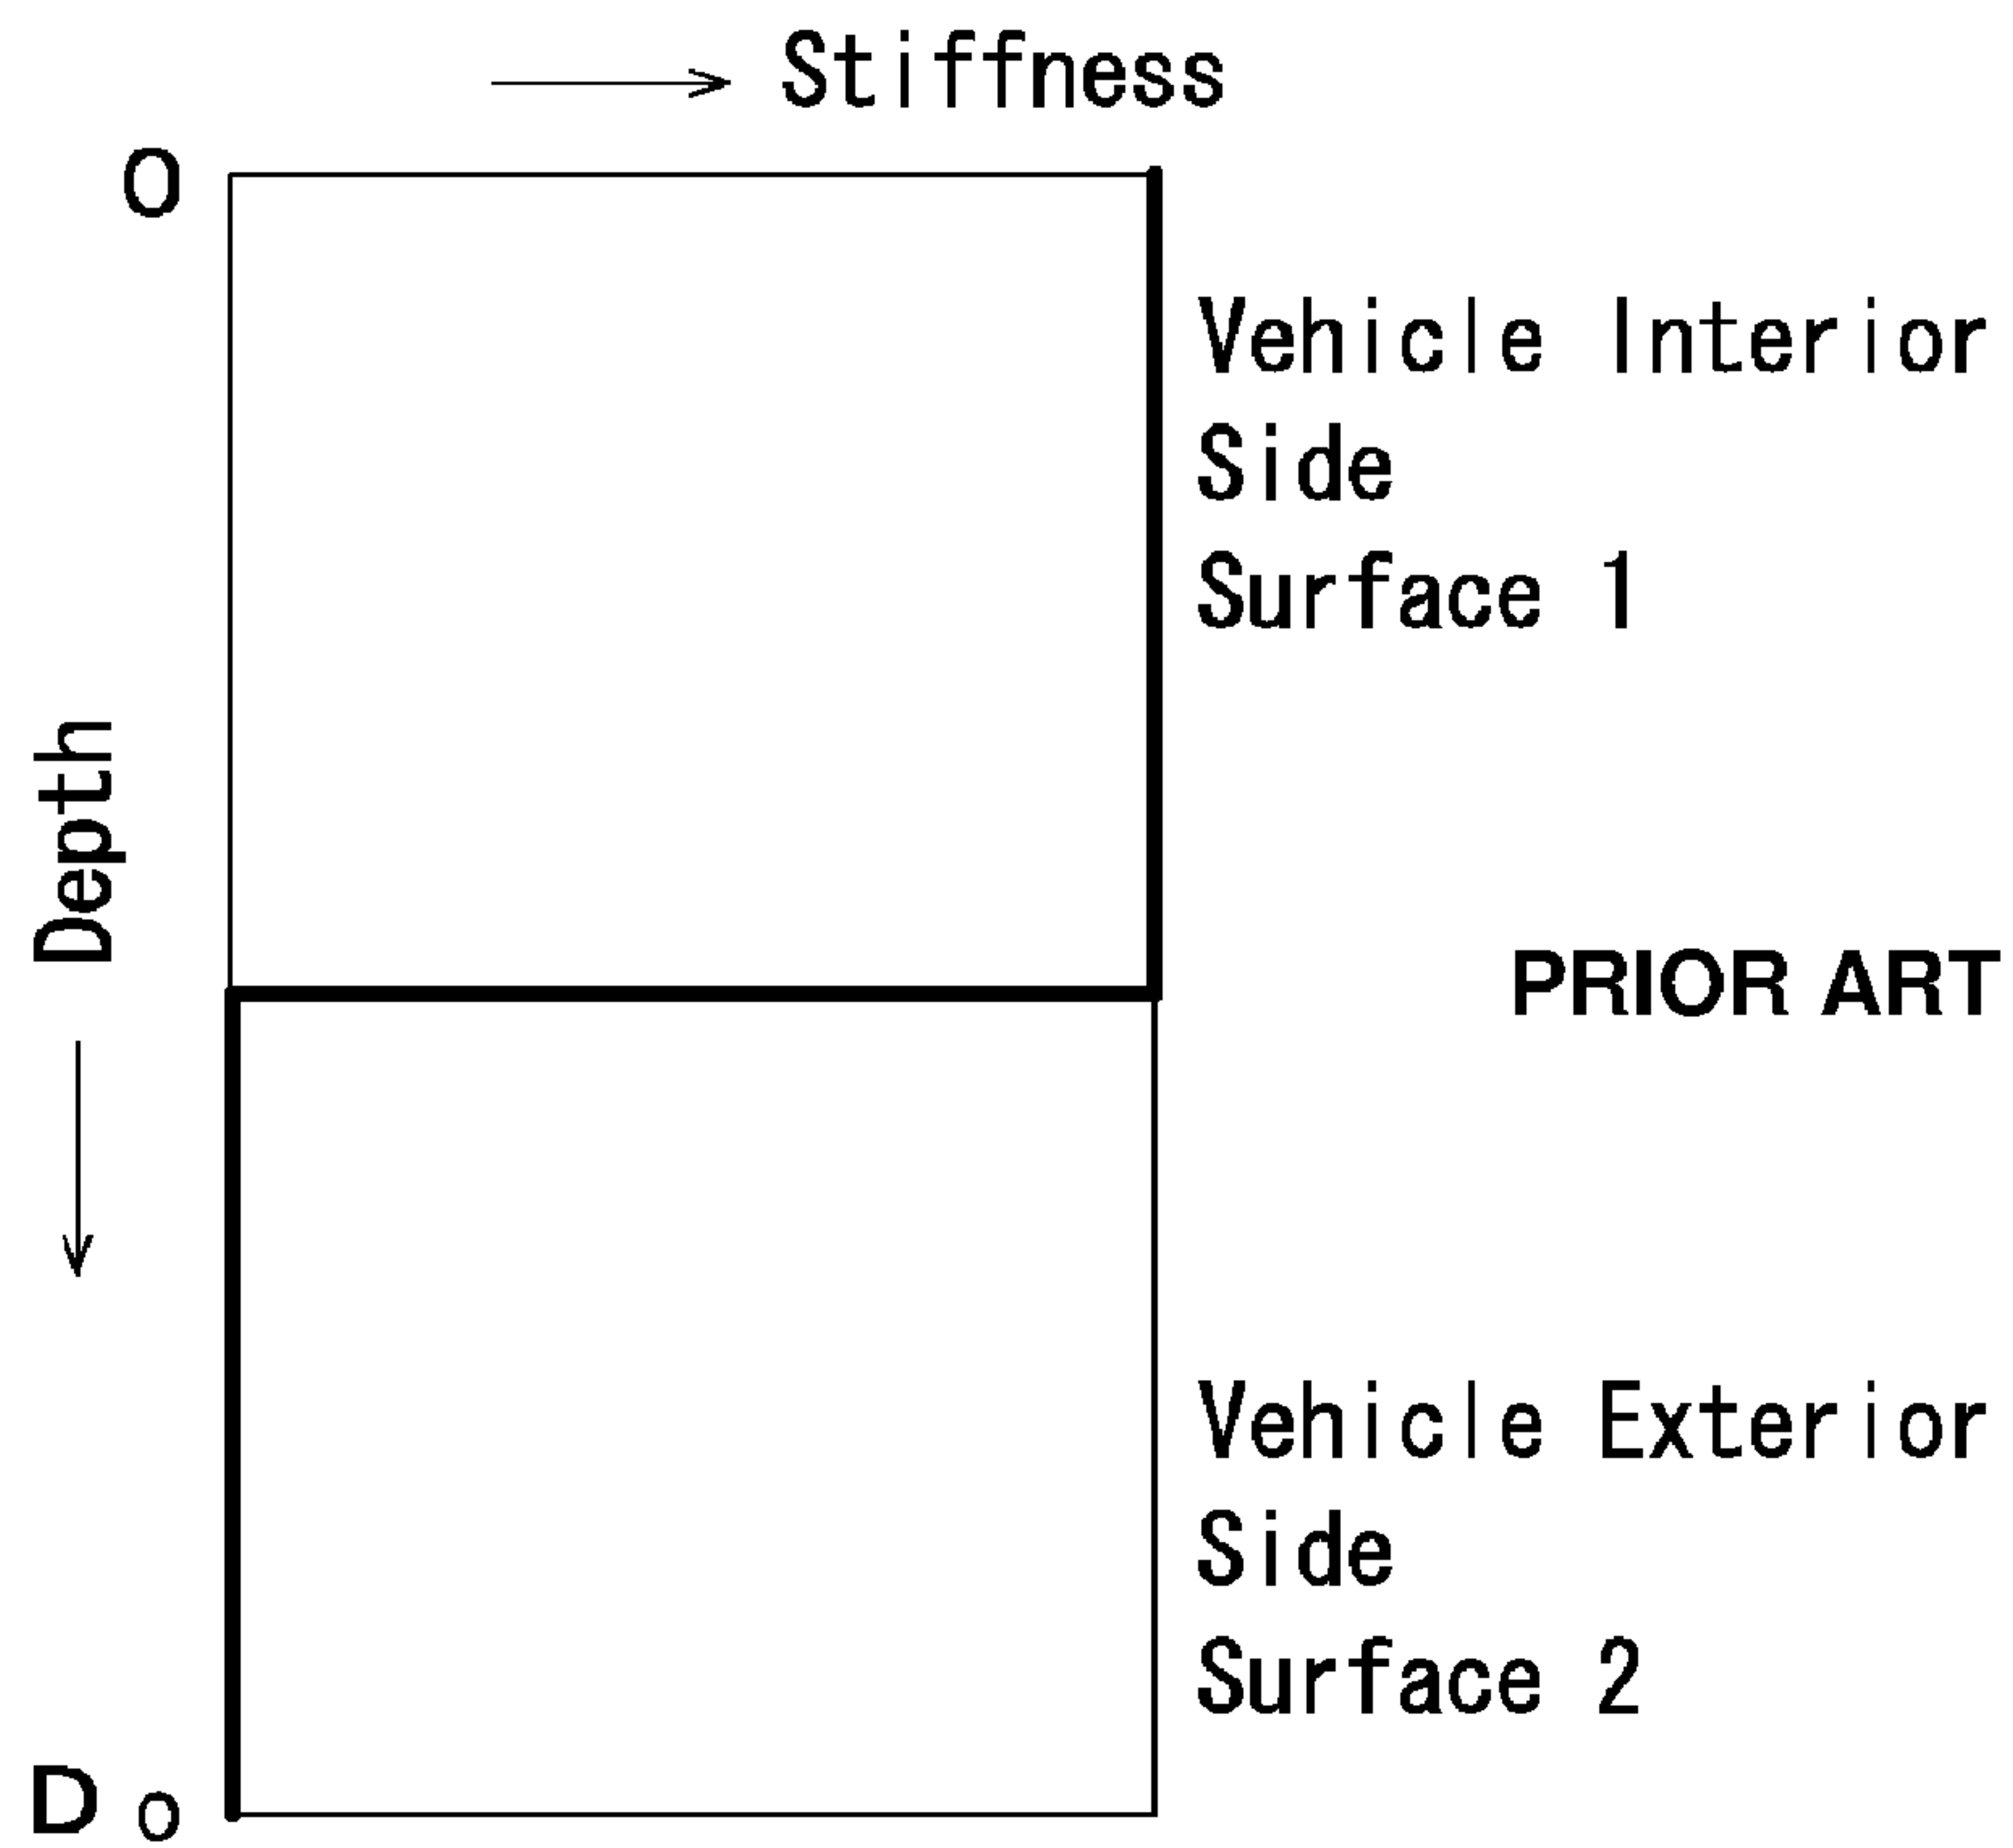 Stiffness
O
Vehicle Interior
Side
Surface 1
Depth
PRIOR ART
Vehicle Exterior
Side
Surface 2
Do